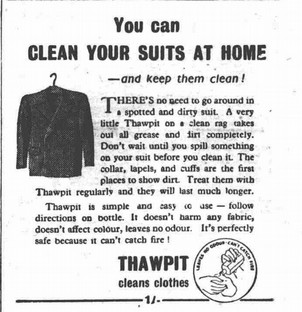 You can
CLEAN YOUR SUITS AT HOME
—and keep them clean!
THERE'S no need to go around in
a spotted and dirty suit. A very
little Thawpit on a clean rag takes
out all grease and dirt completely.
Don't wait until you spill something
on your suit before you clean it. The
collar, lapels, and cuffs are the first
places to show dirt. Treat them with
Thawpit regularly and they will last much longer.
Thawpit is simple and easy to use — follow
directions on bottle. It doesn't harm any fabric,
doesn't affect colour, leaves no odour. It's perfectly
safe because it can't catch fire!
THAWPIT
cleans clothes
LEAVES NO ODOUR · CAN'T CATCH FIRE
1/-